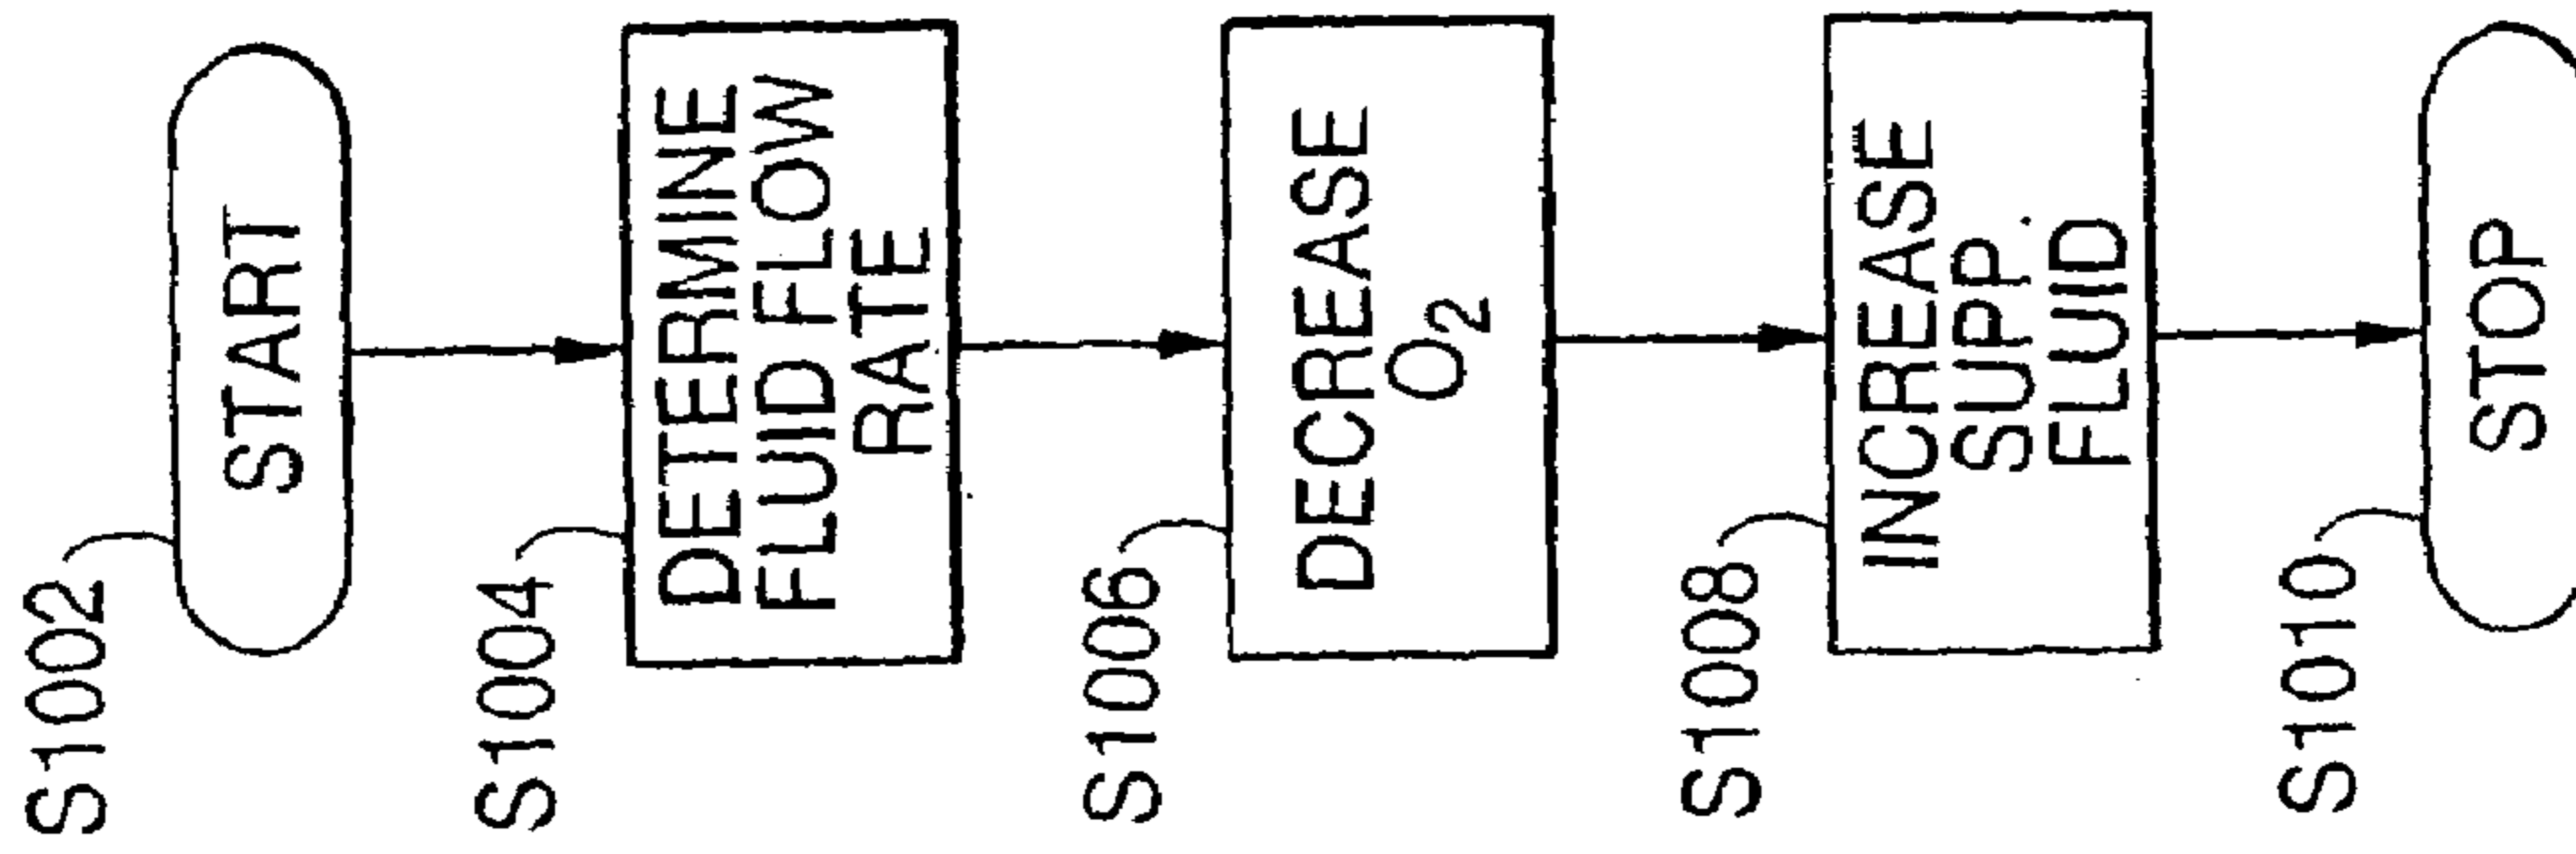 S1002
START
S1004
DETERMINE
FLUID FLOW
RATE
S1006
DECREASE
O₂
S1008
INCREASE
SUPP.
FLUID
S1010
STOP